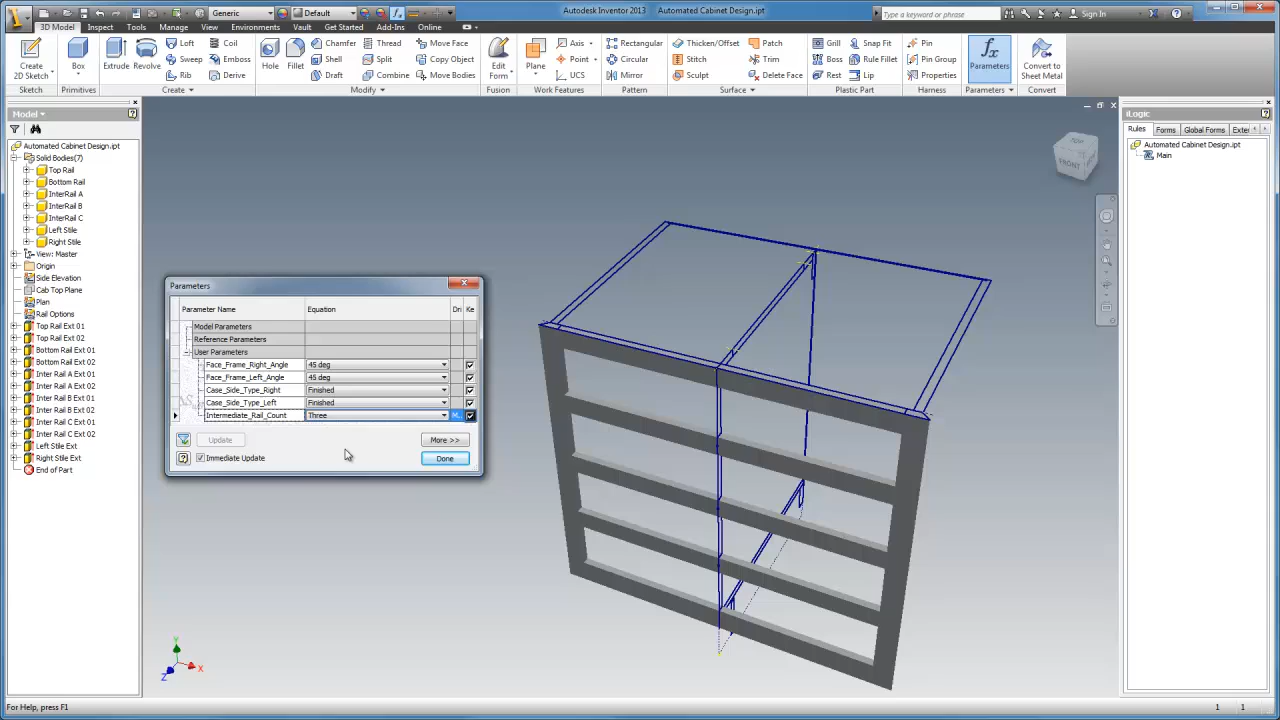 Generic
Default
Autodesk Inventor 2013 Automated Cabinet Design.ipt
Type a keyword or phrase
Sign In
3D Model Inspect Tools Manage View Environments Vault Get Started Add-Ins Online
Create
2D Sketch
Sketch
Box
Primitives
Extrude Revolve
Loft
Sweep
Rib
Coil
Emboss
Derive
Create
Hole Fillet
Chamfer
Shell
Draft
Thread
Split
Combine
Move Face
Copy Object
Move Bodies
Modify
Edit
Form
Fusion
Plane
Axis
Point
UCS
Work Features
Rectangular
Circular
Mirror
Pattern
Thicken/Offset
Stitch
Sculpt
Patch
Trim
Delete Face
Surface
Grill
Boss
Rest
Snap Fit
Rule Fillet
Lip
Plastic Part
Pin
Pin Group
Properties
Harness
Parameters
Parameters
Convert to
Sheet Metal
Convert
Model
Automated Cabinet Design.ipt
Solid Bodies(7)
Top Rail
Bottom Rail
InterRail A
InterRail B
InterRail C
Left Stile
Right Stile
View: Master
Origin
Side Elevation
Cab Top Plane
Plan
Rail Options
Top Rail Ext 01
Top Rail Ext 02
Bottom Rail Ext 01
Bottom Rail Ext 02
Inter Rail A Ext 01
Inter Rail A Ext 02
Inter Rail B Ext 01
Inter Rail B Ext 02
Inter Rail C Ext 01
Inter Rail C Ext 02
Left Stile Ext
Right Stile Ext
End of Part
Parameters
Parameter Name Equation Dri Ke
Model Parameters
Reference Parameters
User Parameters
Face_Frame_Right_Angle 45 deg
Face_Frame_Left_Angle 45 deg
Case_Side_Type_Right Finished
Case_Side_Type_Left Finished
Intermediate_Rail_Count Three M..
Update More >>
Immediate Update Done
TOP
FRONT
iLogic
Rules Forms Global Forms Exte
Automated Cabinet Design.ipt
Main
Y
X
Z
For Help, press F1
1 1